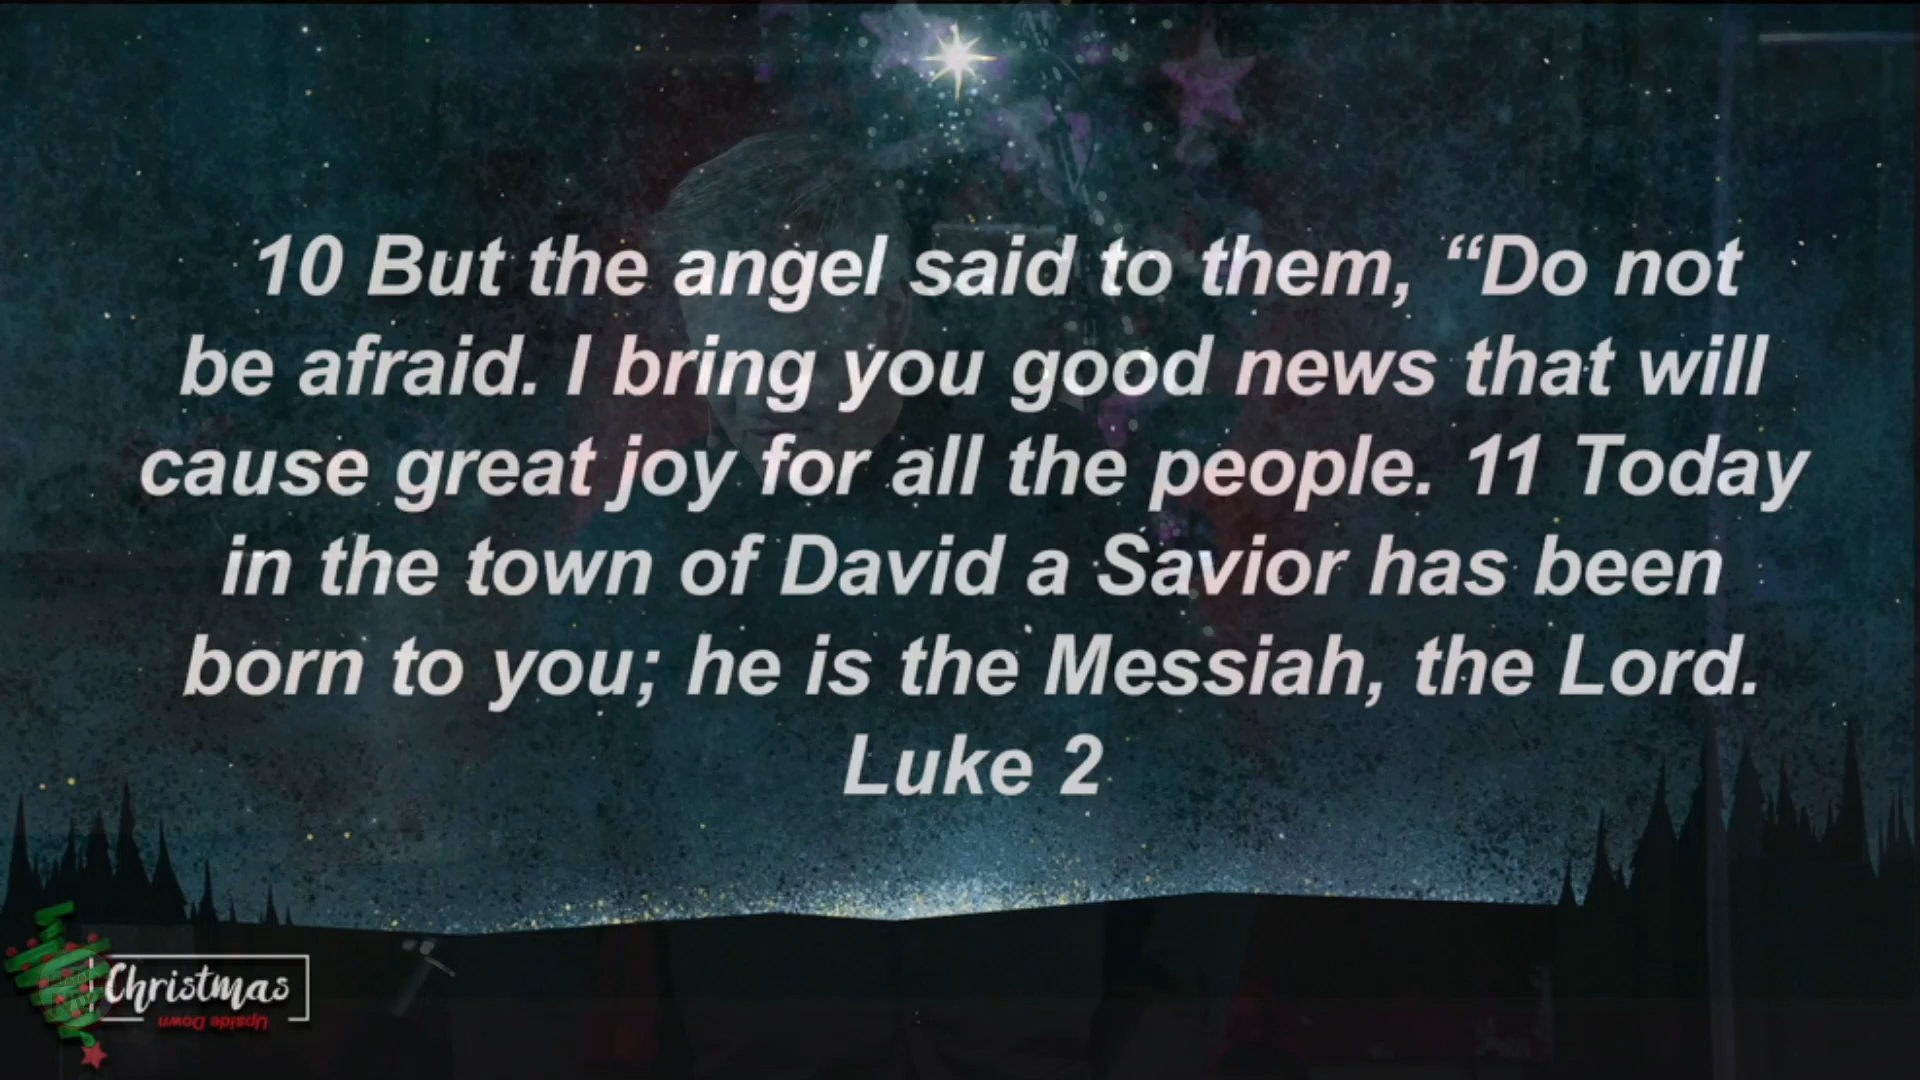 10 But the angel said to them, “Do not
be afraid. I bring you good news that will
cause great joy for all the people. 11 Today
in the town of David a Savior has been
born to you; he is the Messiah, the Lord.
Luke 2
Christmas
Upside Down